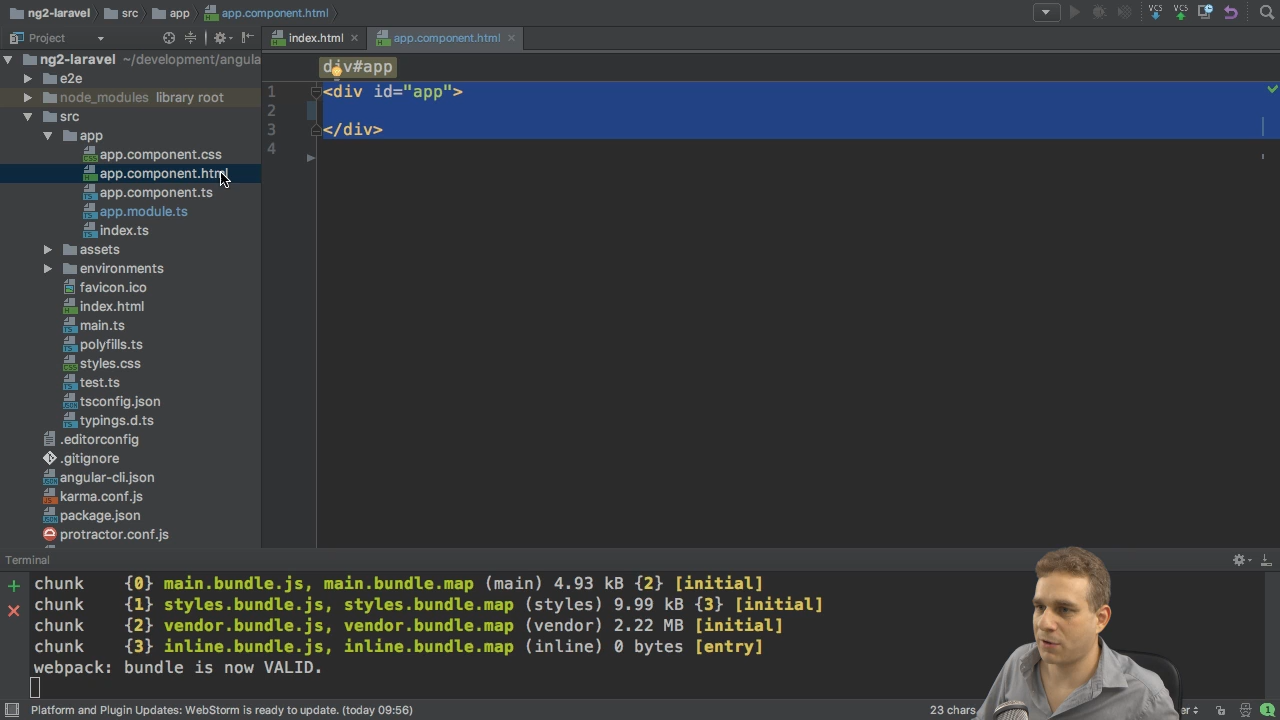 ng2-laravel src app app.component.html
Project
index.html
app.component.html
ng2-laravel ~/development/angula
e2e
node_modules library root
src
app
app.component.css
app.component.html
app.component.ts
app.module.ts
index.ts
assets
environments
favicon.ico
index.html
main.ts
polyfills.ts
styles.css
test.ts
tsconfig.json
typings.d.ts
.editorconfig
.gitignore
angular-cli.json
karma.conf.js
package.json
protractor.conf.js
VCS VCS
div#app
1 <div id="app">
2
3 </div>
4
Terminal
chunk {0} main.bundle.js, main.bundle.map (main) 4.93 kB {2} [initial]
chunk {1} styles.bundle.js, styles.bundle.map (styles) 9.99 kB {3} [initial]
chunk {2} vendor.bundle.js, vendor.bundle.map (vendor) 2.22 MB [initial]
chunk {3} inline.bundle.js, inline.bundle.map (inline) 0 bytes [entry]
webpack: bundle is now VALID.
Platform and Plugin Updates: WebStorm is ready to update. (today 09:56)
23 chars
1